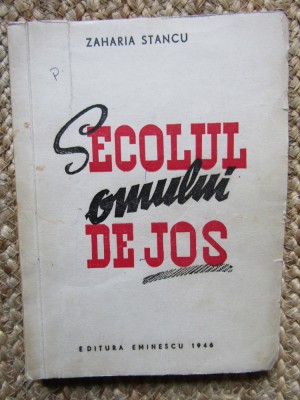 P
ZAHARIA STANCU
SECOLUL
omului
DE JOS
EDITURA EMINESCU 1946